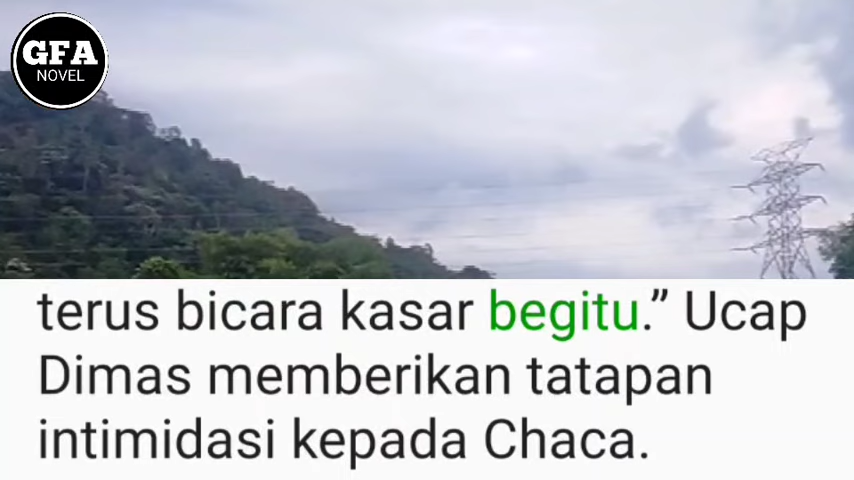 GFA
NOVEL
terus bicara kasar begitu.” Ucap
Dimas memberikan tatapan
intimidasi kepada Chaca.